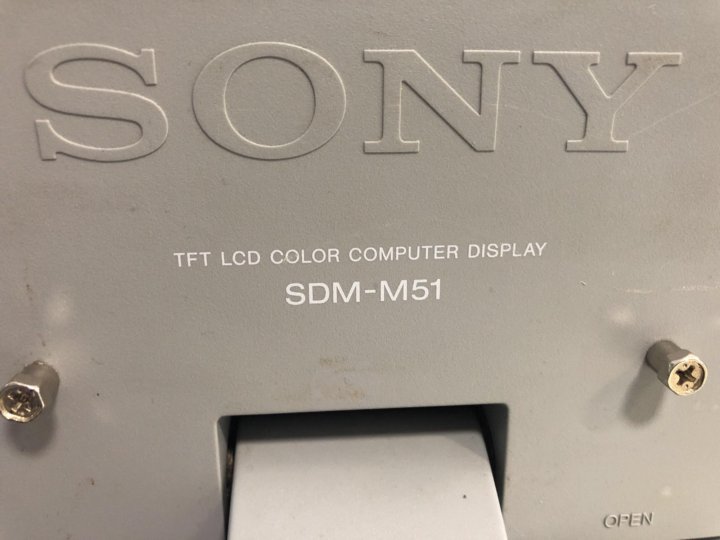 SONY
TFT LCD COLOR COMPUTER DISPLAY
SDM-M51
OPEN